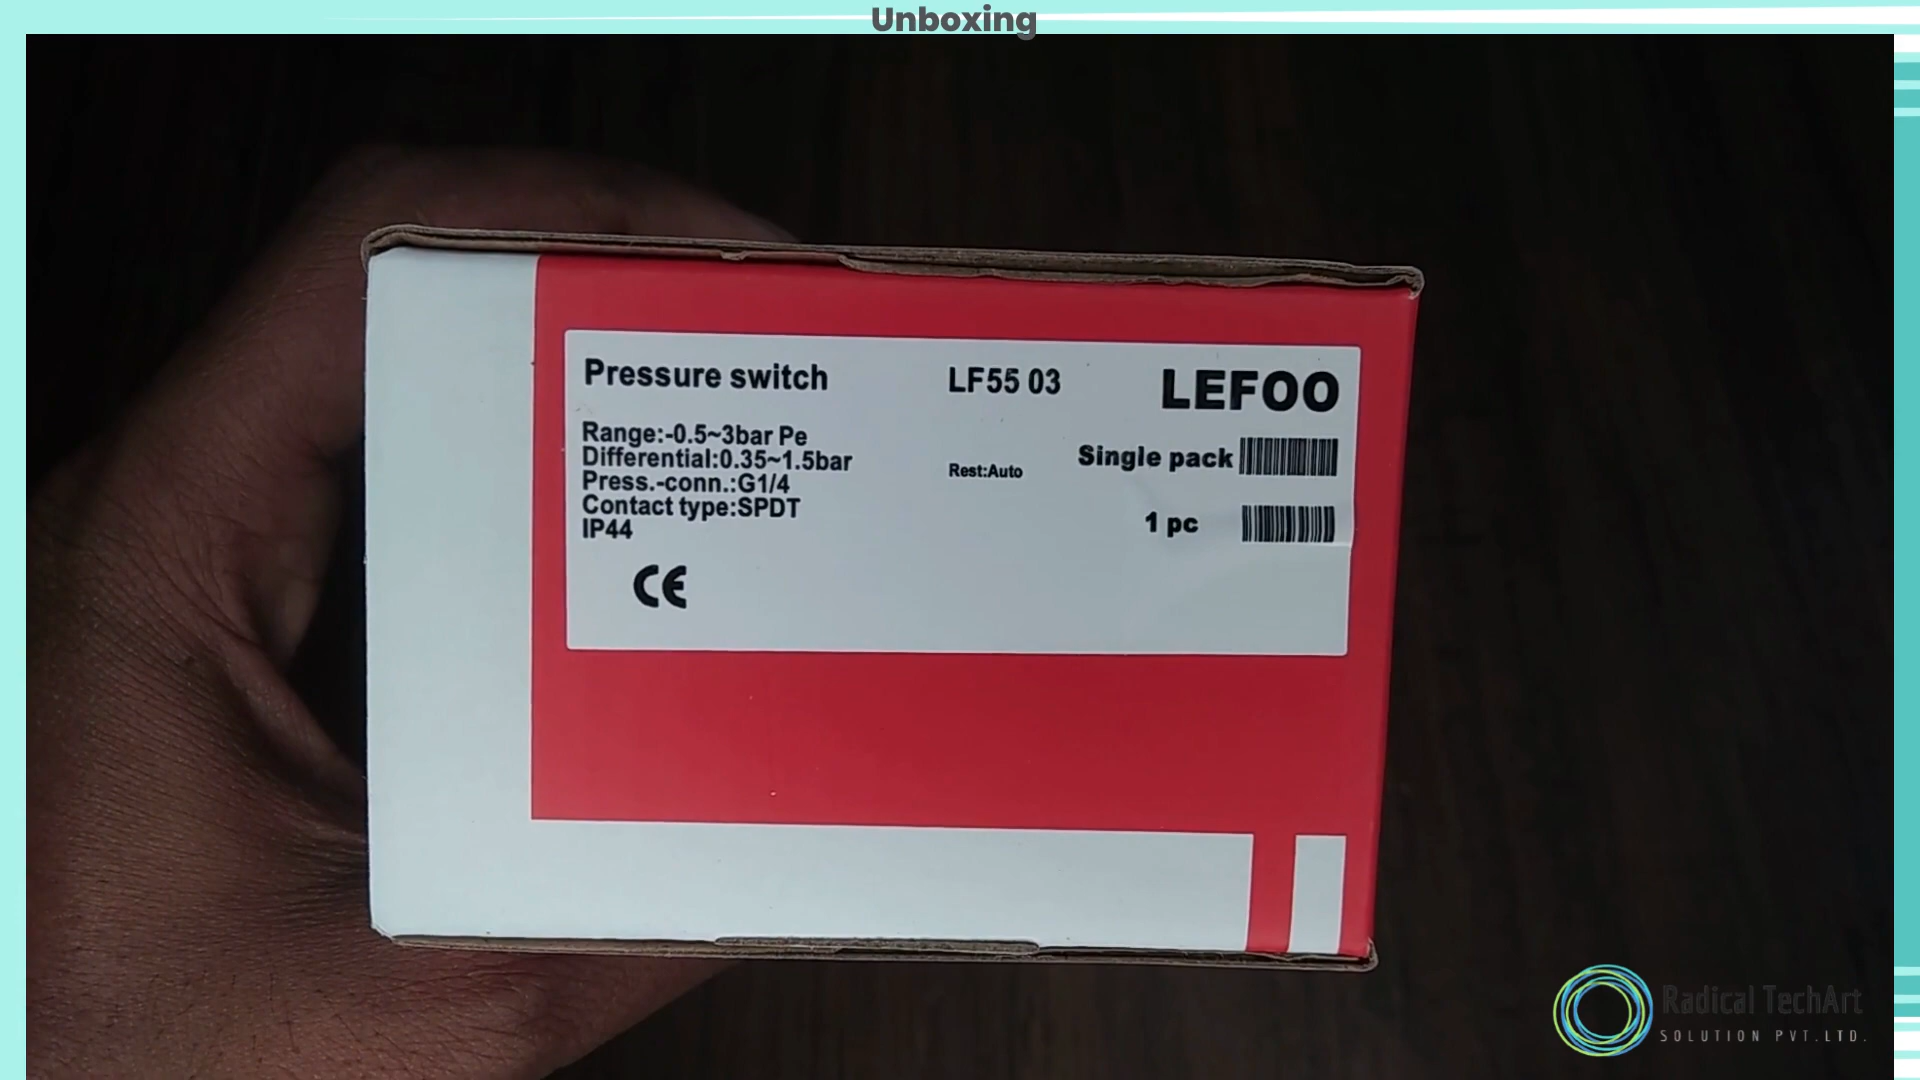 Unboxing
Pressure switch
LF55 03
LEFOO
Range:-0.5~3bar Pe
Differential:0.35~1.5bar
Press.-conn.:G1/4
Contact type:SPDT
IP44
Rest:Auto
Single pack
1 pc
CE
Radical TechArt
SOLUTION PVT.LTD.